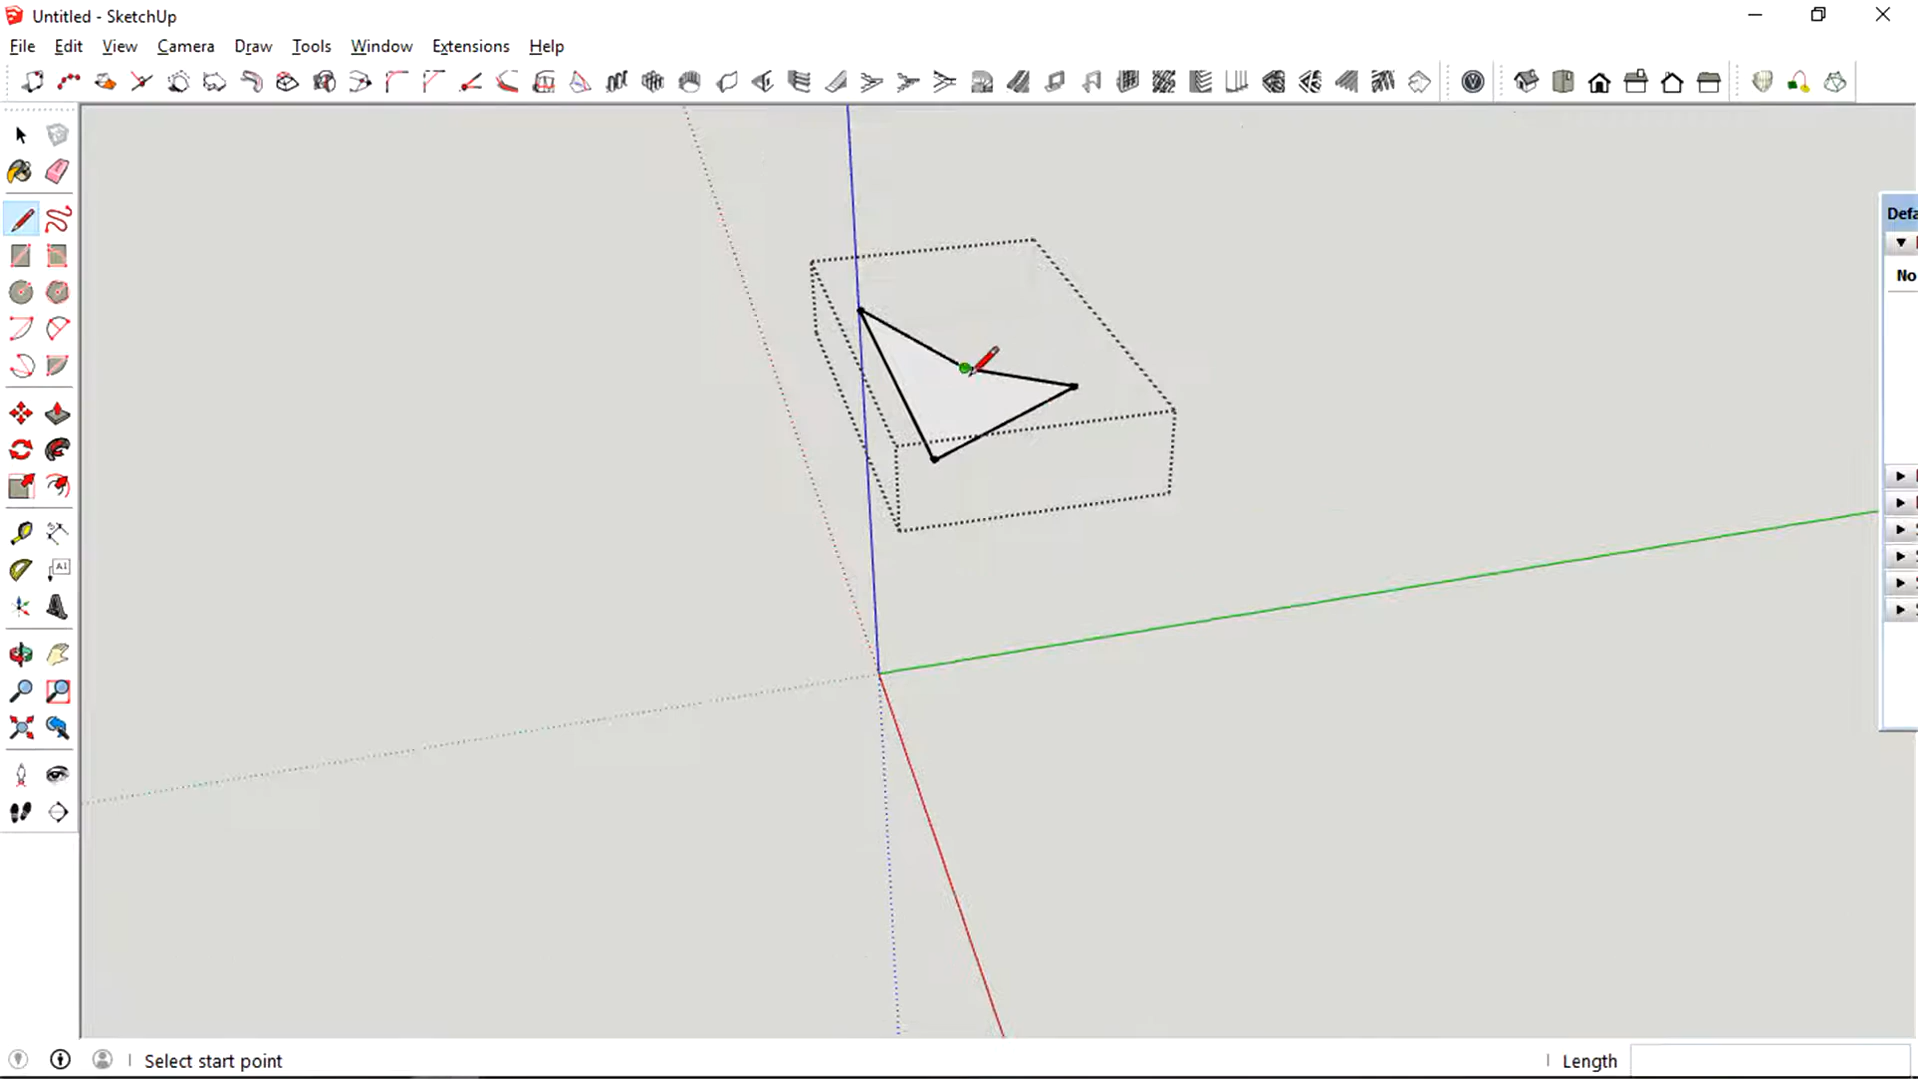 Untitled - SketchUp
File Edit View Camera Draw Tools Window Extensions Help
Defa
No
Select start point
Length